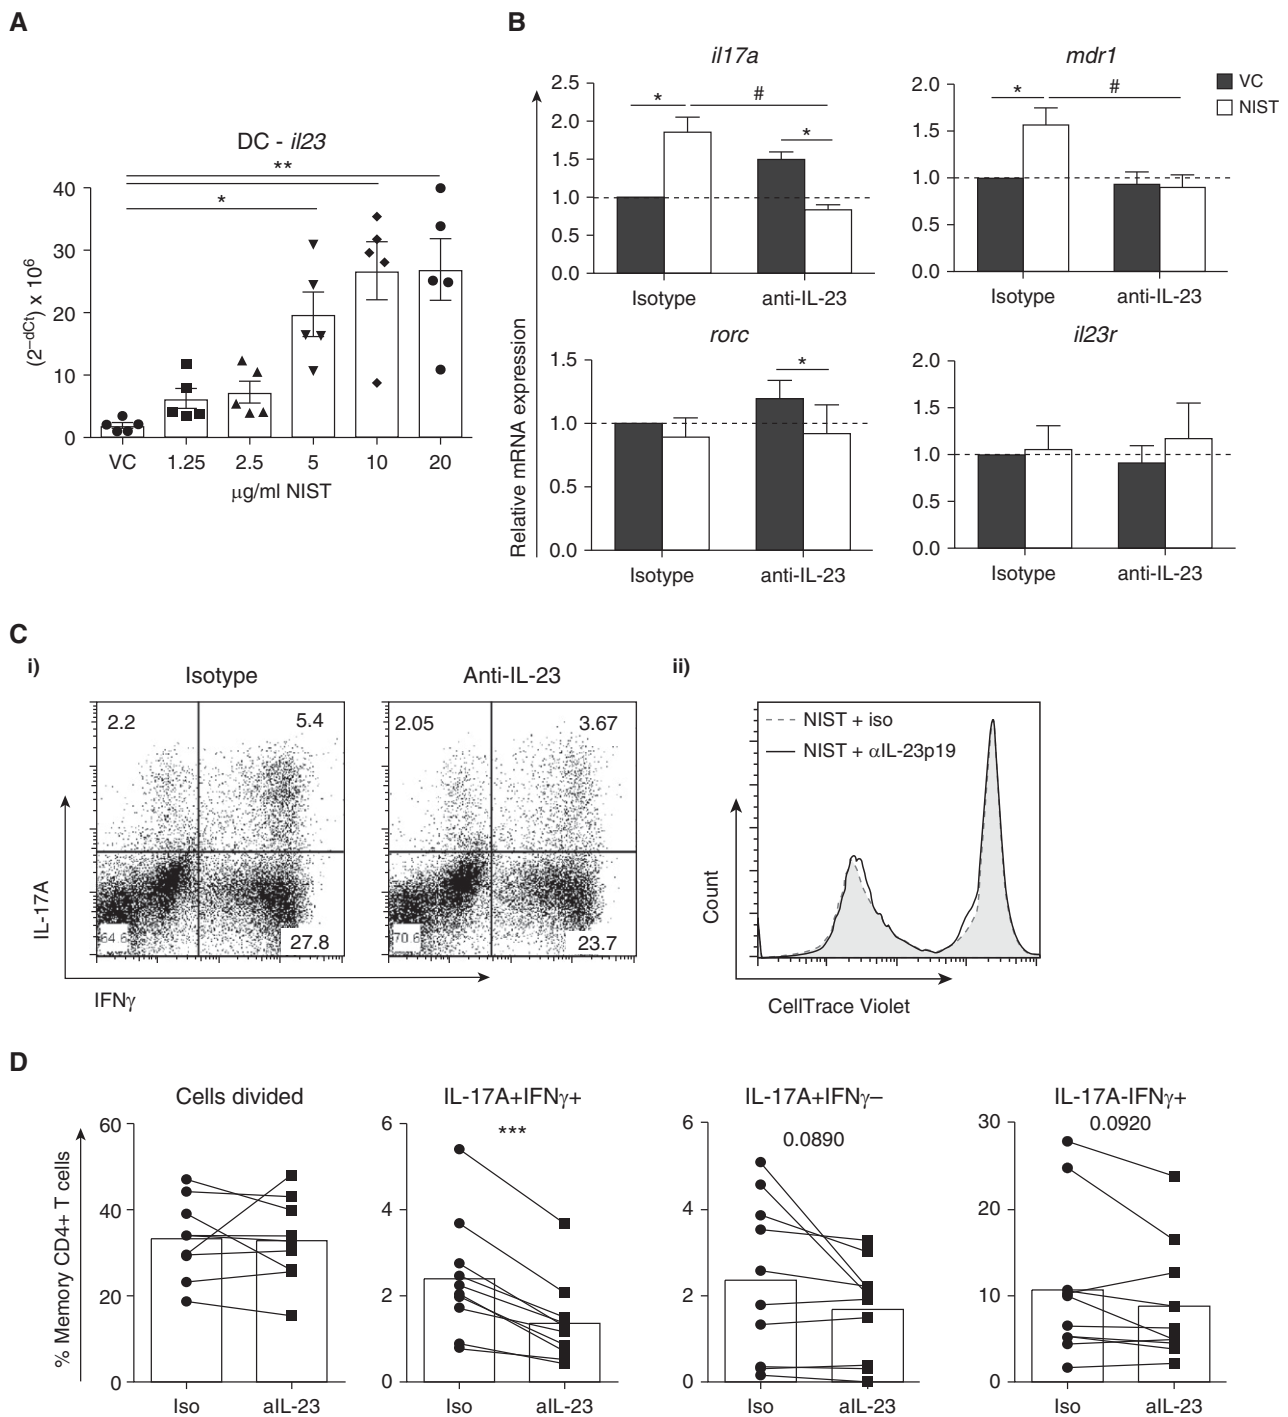 A
DC - il23
**
*
40
30
20
10
0
(2–dCt) x 106
VC 1.25 2.5 5 10 20
μg/ml NIST
B
il17a
2.5
2.0
1.5
1.0
0.5
0.0
* # *
Isotype anti-IL-23
mdr1
2.0
1.5
1.0
0.5
0.0
* #
Isotype anti-IL-23
VC
NIST
Relative mRNA expression
rorc
1.5
1.0
0.5
0.0
*
Isotype anti-IL-23
il23r
2.0
1.5
1.0
0.5
0.0
Isotype anti-IL-23
C
i)
Isotype
2.2 5.4
64.6 27.8
Anti-IL-23
2.05 3.67
70.6 23.7
IL-17A
IFNγ
ii)
NIST + iso
NIST + αIL-23p19
Count
CellTrace Violet
D
% Memory CD4+ T cells
Cells divided
60
40
20
0
Iso aIL-23
IL-17A+IFNγ+
***
6
4
2
0
Iso aIL-23
IL-17A+IFNγ–
0.0890
6
4
2
0
Iso aIL-23
IL-17A-IFNγ+
0.0920
30
20
10
0
Iso aIL-23